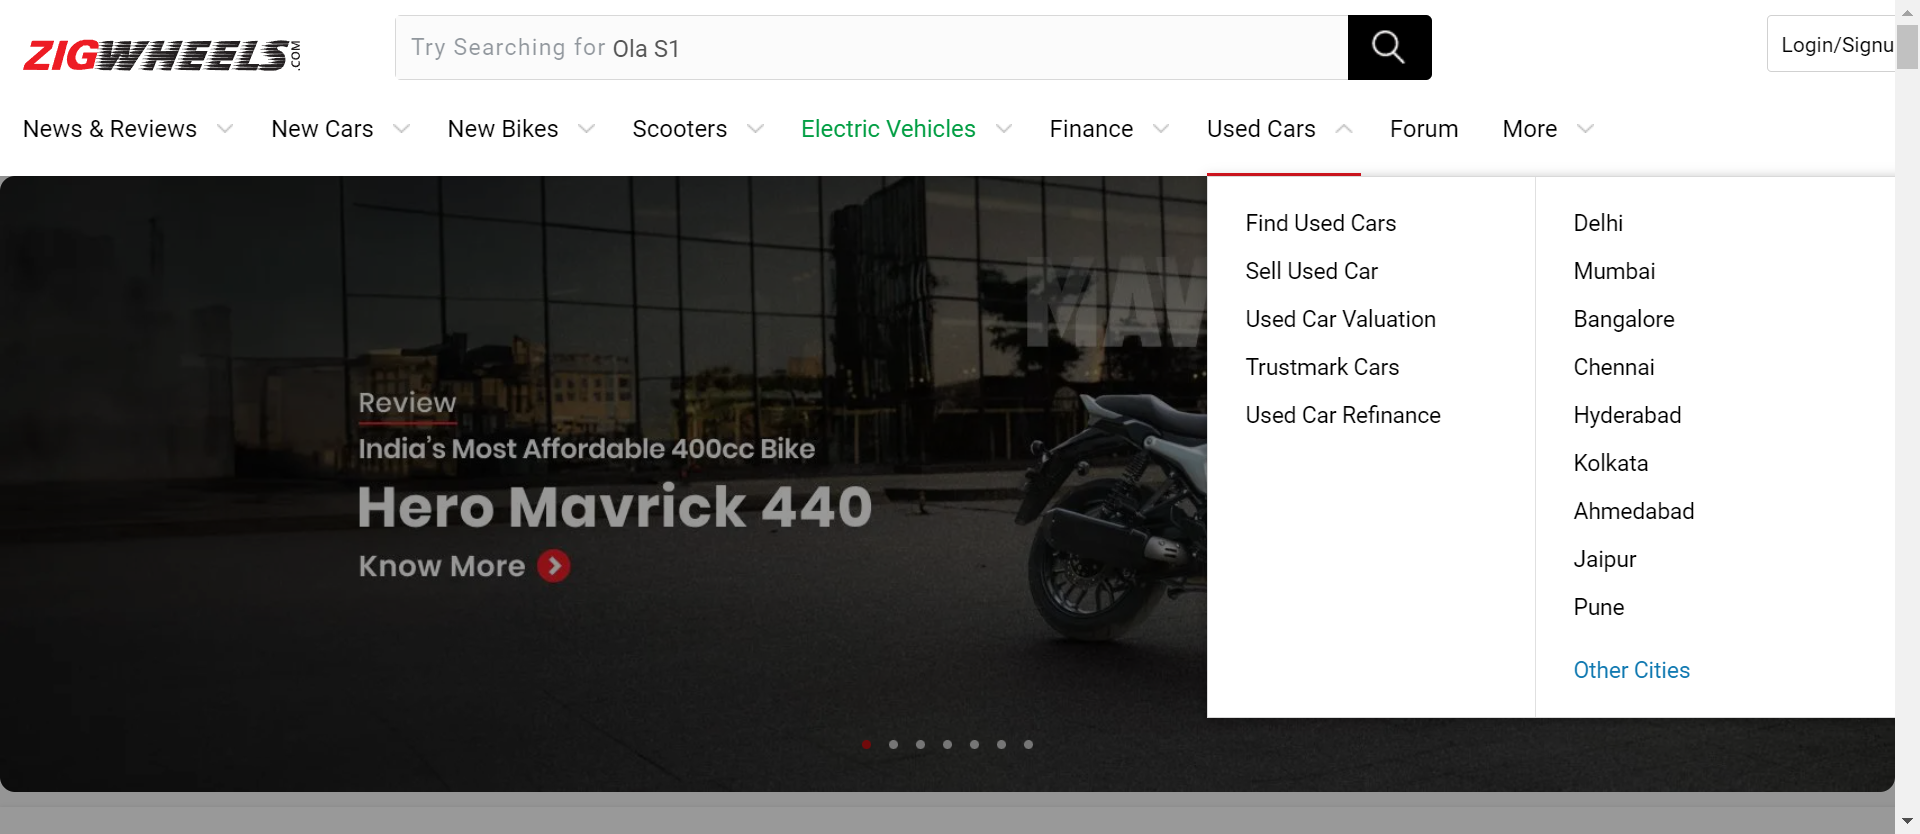 ZIGWHEELS.COM
Try Searching for Ola S1
Login/Signu
News & Reviews
New Cars
New Bikes
Scooters
Electric Vehicles
Finance
Used Cars
Forum
More
Find Used Cars
Sell Used Car
Used Car Valuation
Trustmark Cars
Used Car Refinance
Delhi
Mumbai
Bangalore
Chennai
Hyderabad
Kolkata
Ahmedabad
Jaipur
Pune
Other Cities
MAV
Review
India's Most Affordable 400cc Bike
Hero Mavrick 440
Know More